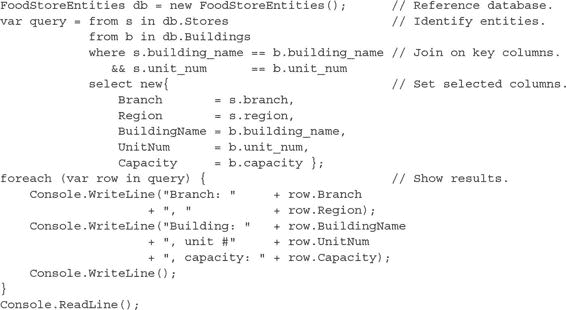 FoodStoreEntities db = new FoodStoreEntities();       // Reference database.
var query = from s in db.Stores                       // Identify entities.
            from b in db.Buildings
            where s.building_name == b.building_name // Join on key columns.
               && s.unit_num      == b.unit_num
            select new{                               // Set selected columns.
                Branch       = s.branch,
                Region       = s.region,
                BuildingName = b.building_name,
                UnitNum      = b.unit_num,
                Capacity     = b.capacity };
foreach (var row in query) {                          // Show results.
    Console.WriteLine("Branch: "     + row.Branch
                    + ", "           + row.Region);
    Console.WriteLine("Building: "   + row.BuildingName
                    + ", unit #"     + row.UnitNum
                    + ", capacity: " + row.Capacity);
    Console.WriteLine();
}
Console.ReadLine();